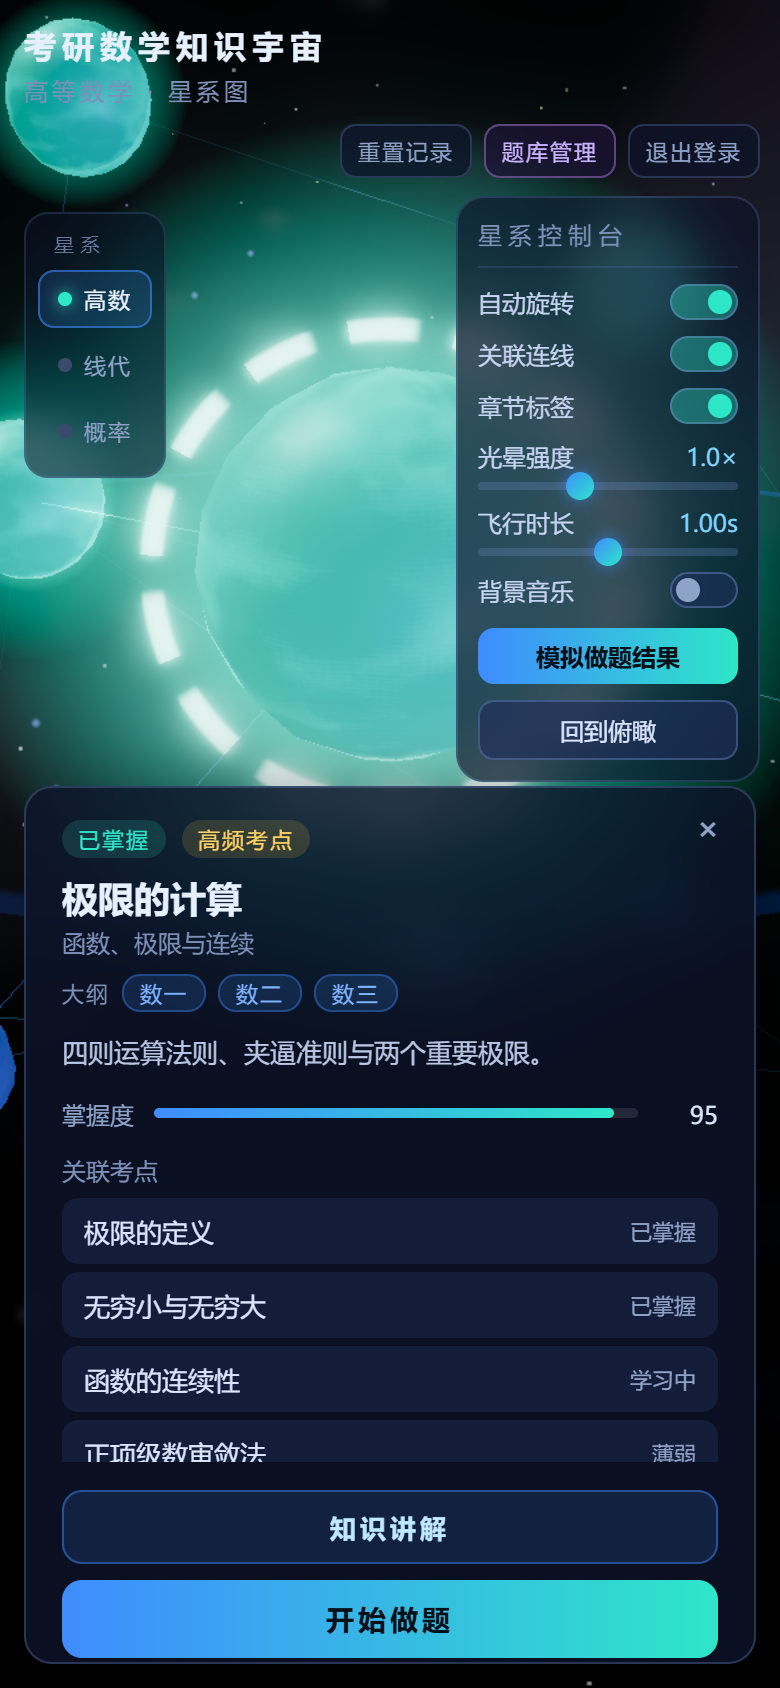 考研数学知识宇宙
高等数学 星系图
重置记录 题库管理 退出登录
星系
高数
线代
概率
星系控制台
自动旋转
关联连线
章节标签
光晕强度 1.0×
飞行时长 1.00s
背景音乐
模拟做题结果
回到俯瞰
已掌握 高频考点 ×
极限的计算
函数、极限与连续
大纲 数一 数二 数三
四则运算法则、夹逼准则与两个重要极限。
掌握度 95
关联考点
极限的定义 已掌握
无穷小与无穷大 已掌握
函数的连续性 学习中
正项级数审敛法 薄弱
知识讲解
开始做题